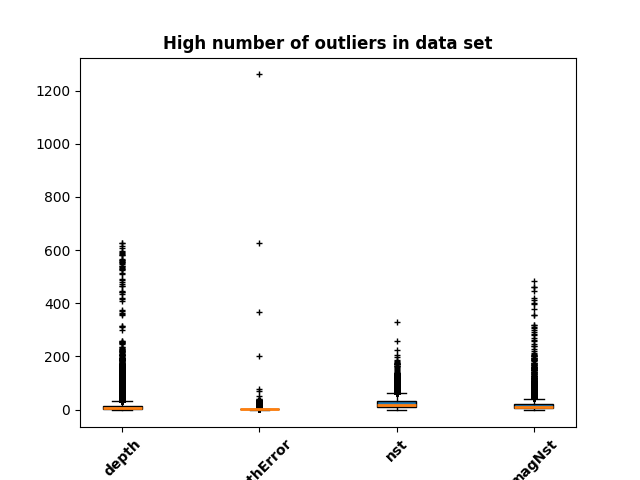 High number of outliers in data set
1200
1000
800
600
400
200
0
depth
thError
nst
magNst